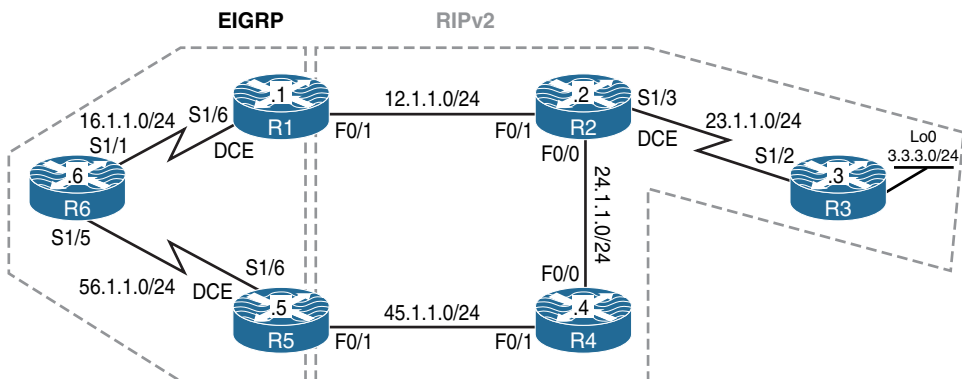 EIGRP
RIPv2
.1
R1
16.1.1.0/24
S1/6
DCE
S1/1
.6
R6
S1/5
56.1.1.0/24
DCE
S1/6
.5
R5
F0/1
12.1.1.0/24
F0/1
.2
R2
S1/3
DCE
F0/0
23.1.1.0/24
S1/2
.3
R3
Lo0
3.3.3.0/24
24.1.1.0/24
F0/0
.4
R4
F0/1
45.1.1.0/24
F0/1